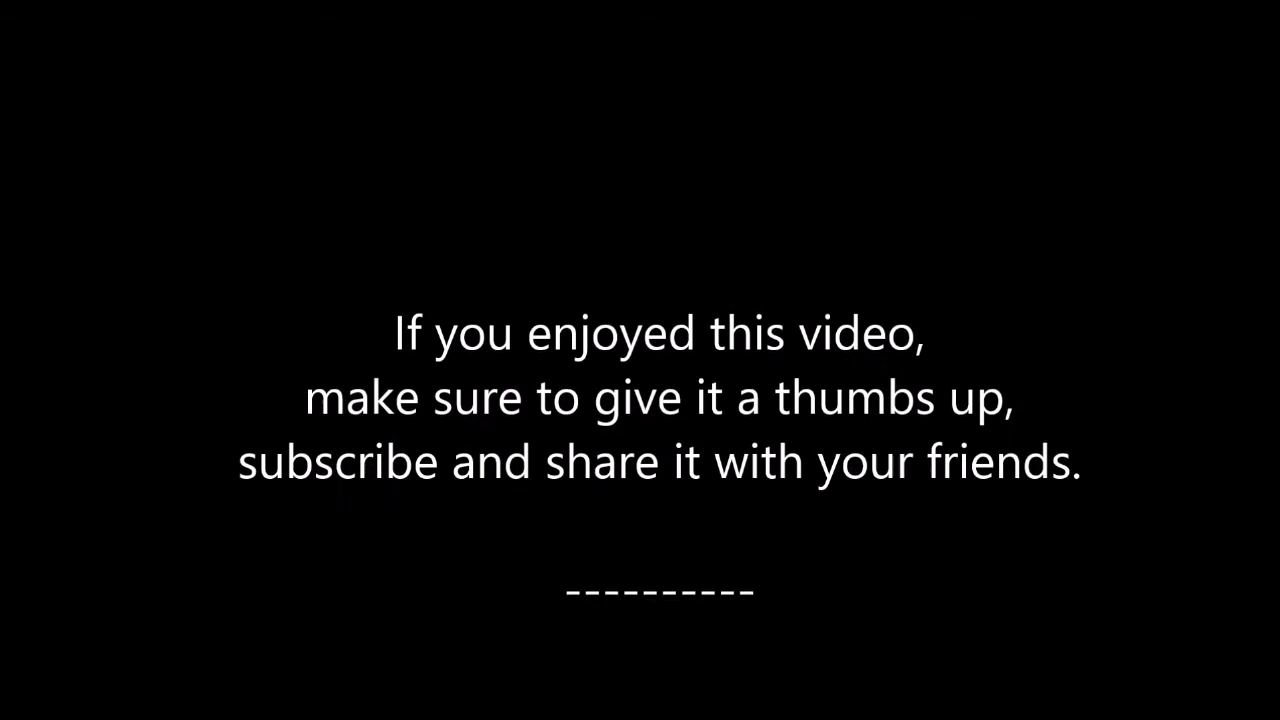 If you enjoyed this video,
make sure to give it a thumbs up,
subscribe and share it with your friends.
----------